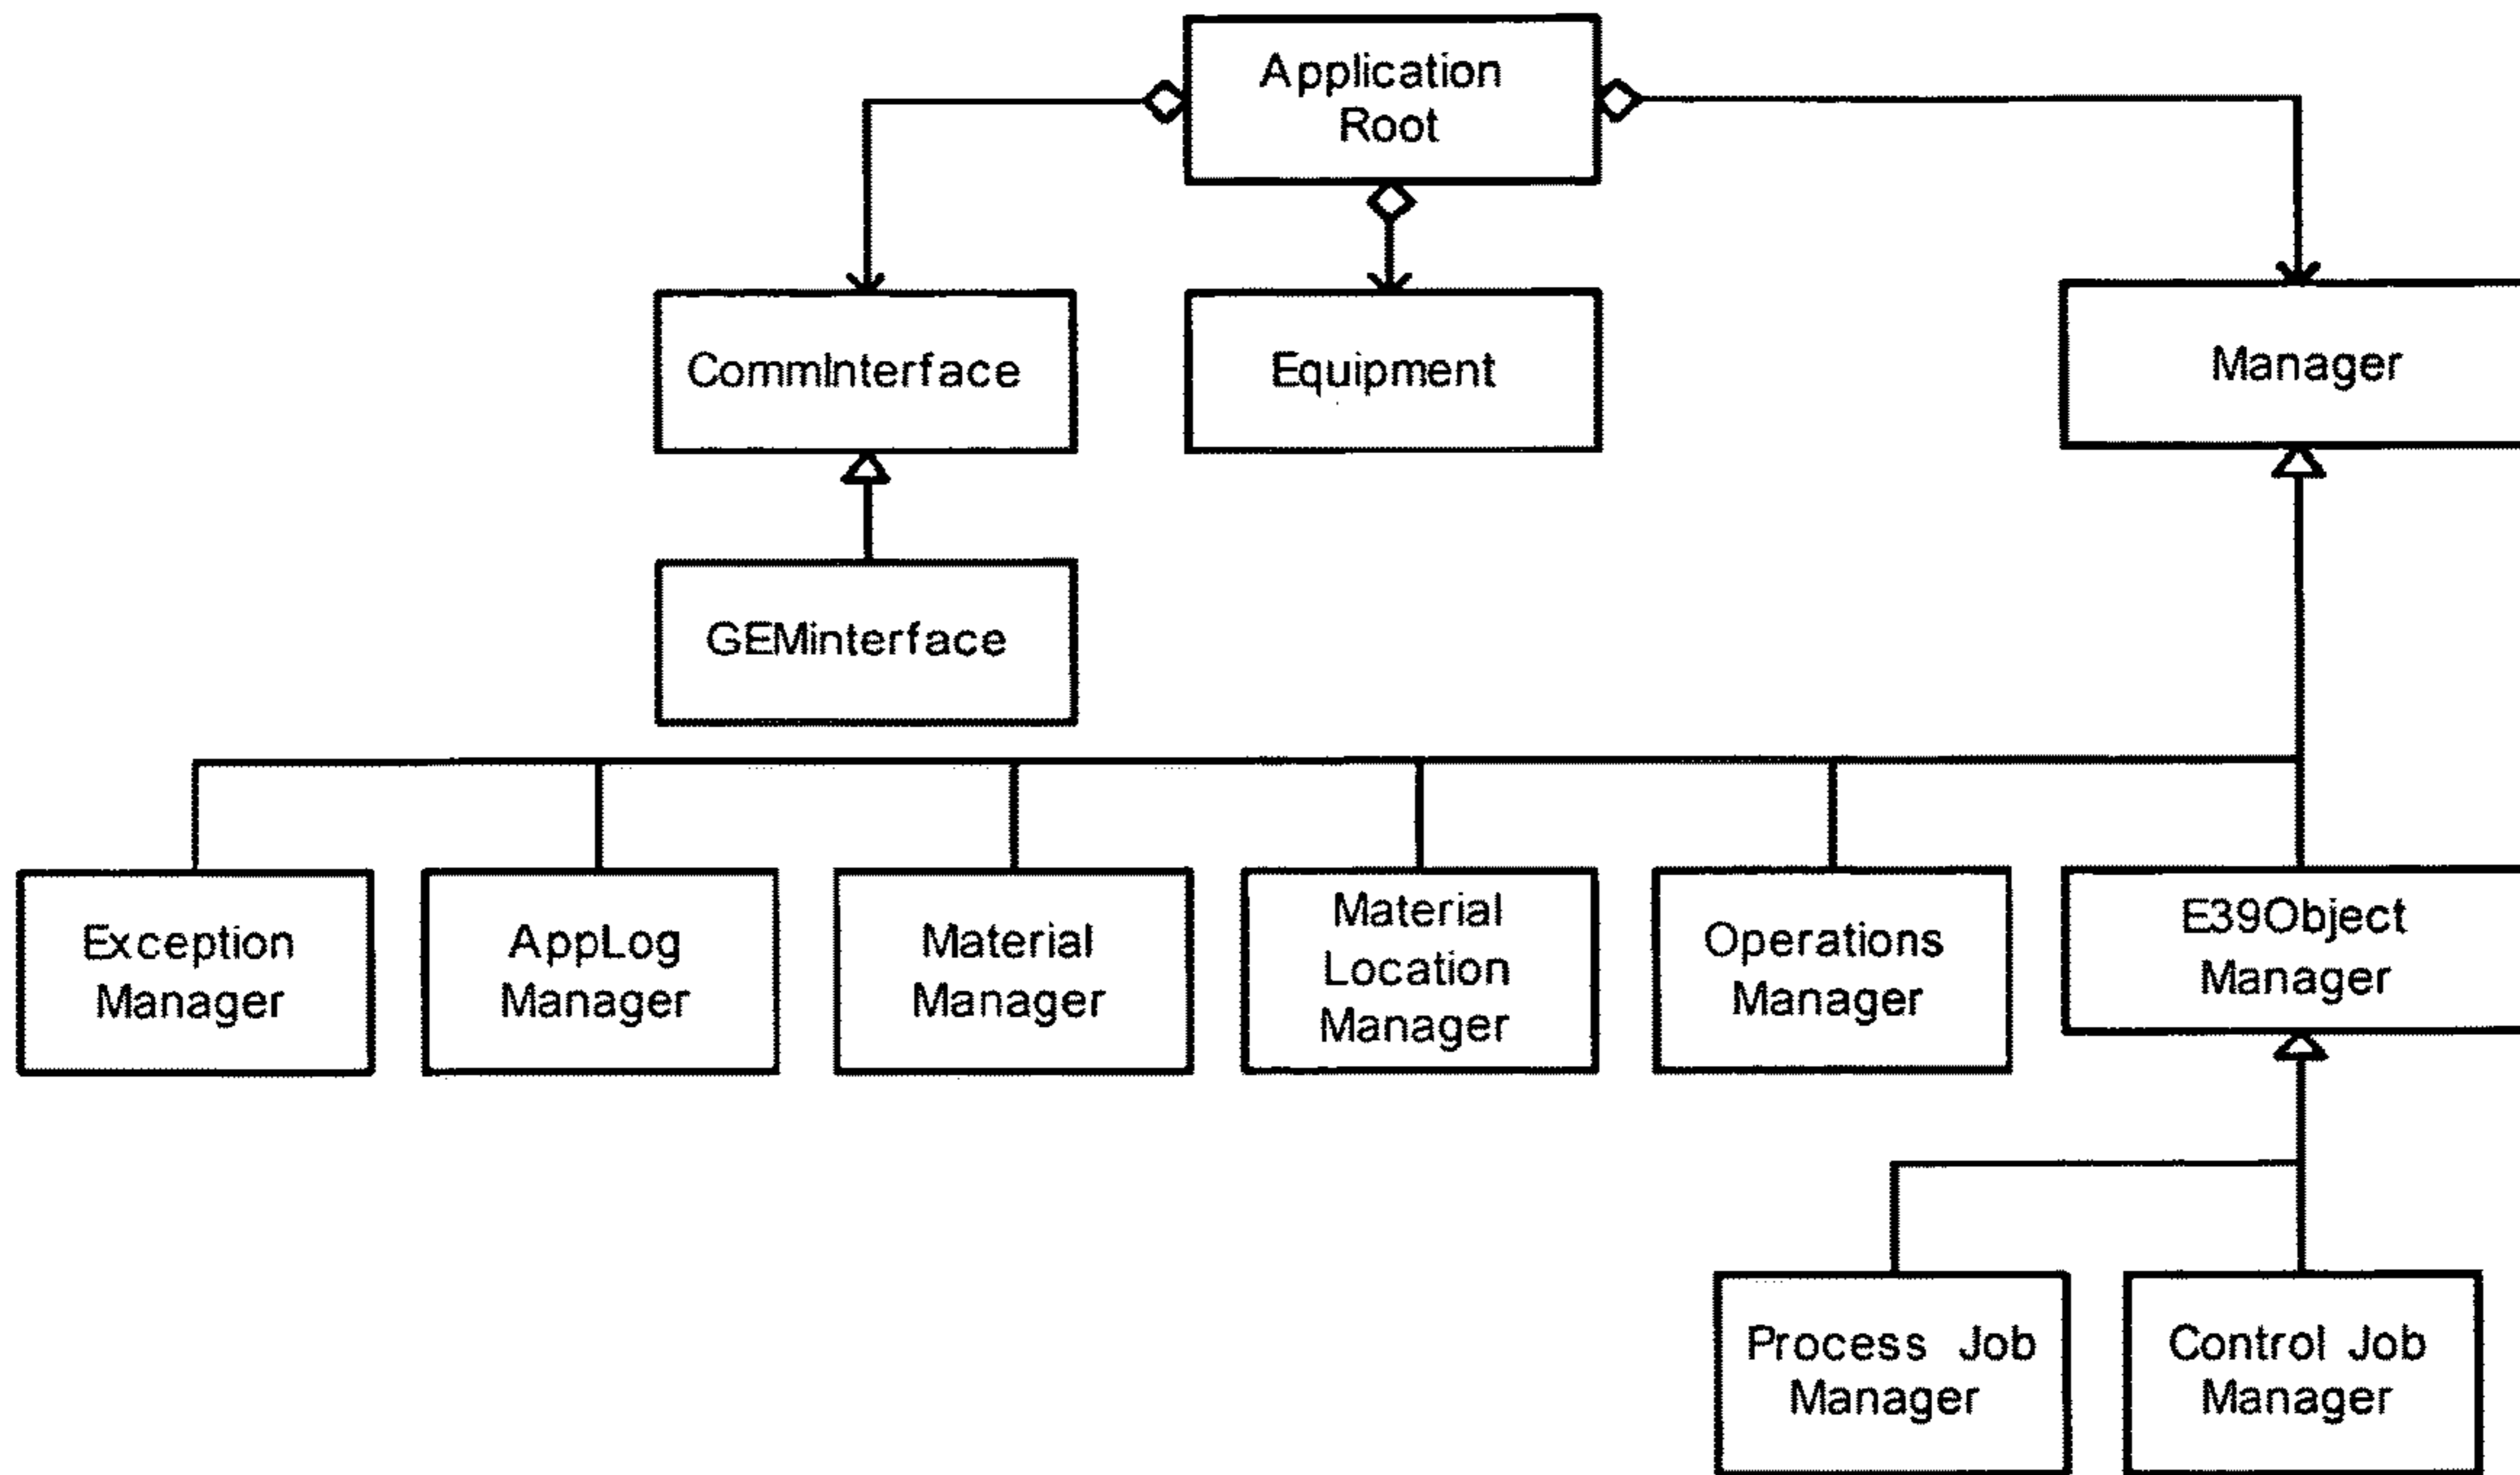 Application
Root
CommInterface
Equipment
Manager
GEMinterface
Exception
Manager
AppLog
Manager
Material
Manager
Material
Location
Manager
Operations
Manager
E39Object
Manager
Process Job
Manager
Control Job
Manager